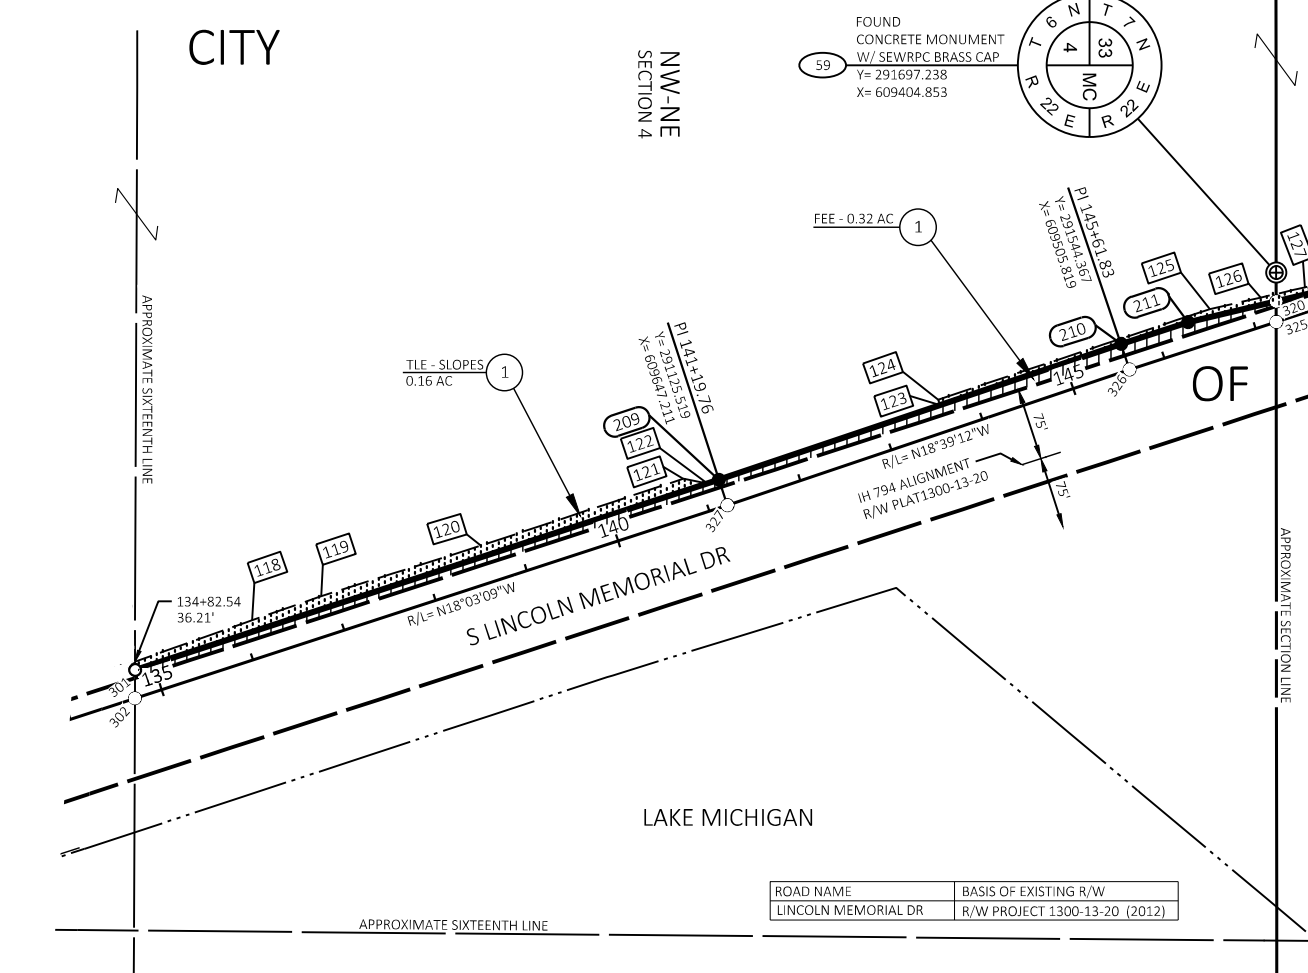 CITY
NW-NE
SECTION 4
FOUND
CONCRETE MONUMENT
W/ SEWRPC BRASS CAP
Y= 291697.238
X= 609404.853
59
T 6 N
T 7 N
4
33
MC
R 22 E
R 22 E
FEE - 0.32 AC
1
PI 145+61.83
Y= 291544.367
X= 609505.819
125
126
127
211
210
320
325
326
145
OF
APPROXIMATE SIXTEENTH LINE
TLE - SLOPES
0.16 AC
1
PI 141+19.76
Y= 291125.519
X= 609647.211
209
122
121
124
123
75'
75'
R/L= N18°39'12"W
IH 794 ALIGNMENT
R/W PLAT1300-13-20
327
140
120
119
118
134+82.54
36.21'
R/L= N18°03'09"W
S LINCOLN MEMORIAL DR
135
301
302
APPROXIMATE SECTION LINE
LAKE MICHIGAN
ROAD NAME BASIS OF EXISTING R/W
LINCOLN MEMORIAL DR R/W PROJECT 1300-13-20 (2012)
APPROXIMATE SIXTEENTH LINE